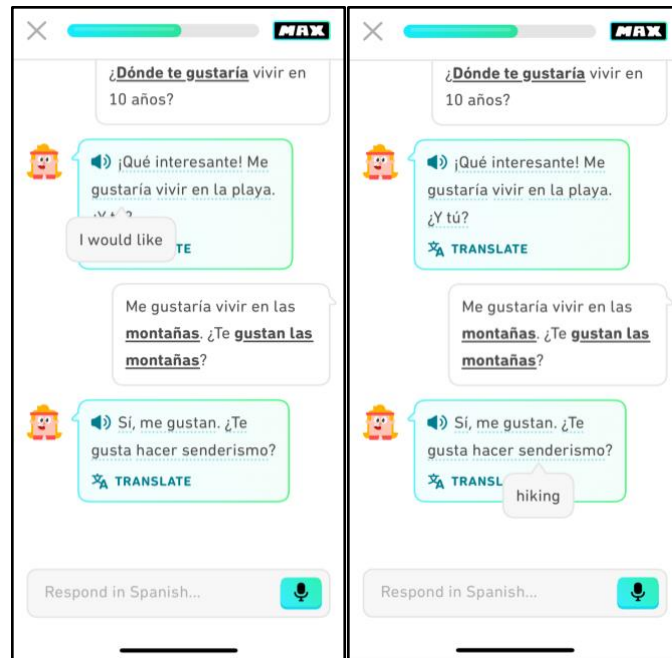 MAX
¿Dónde te gustaría vivir en
10 años?
¡Qué interesante! Me
gustaría vivir en la playa.
I would like
TE
Me gustaría vivir en las
montañas. ¿Te gustan las
montañas?
Sí, me gustan. ¿Te
gusta hacer senderismo?
TRANSLATE
Respond in Spanish...
MAX
¿Dónde te gustaría vivir en
10 años?
¡Qué interesante! Me
gustaría vivir en la playa.
¿Y tú?
TRANSLATE
Me gustaría vivir en las
montañas. ¿Te gustan las
montañas?
Sí, me gustan. ¿Te
gusta hacer senderismo?
TRANSL
hiking
Respond in Spanish...